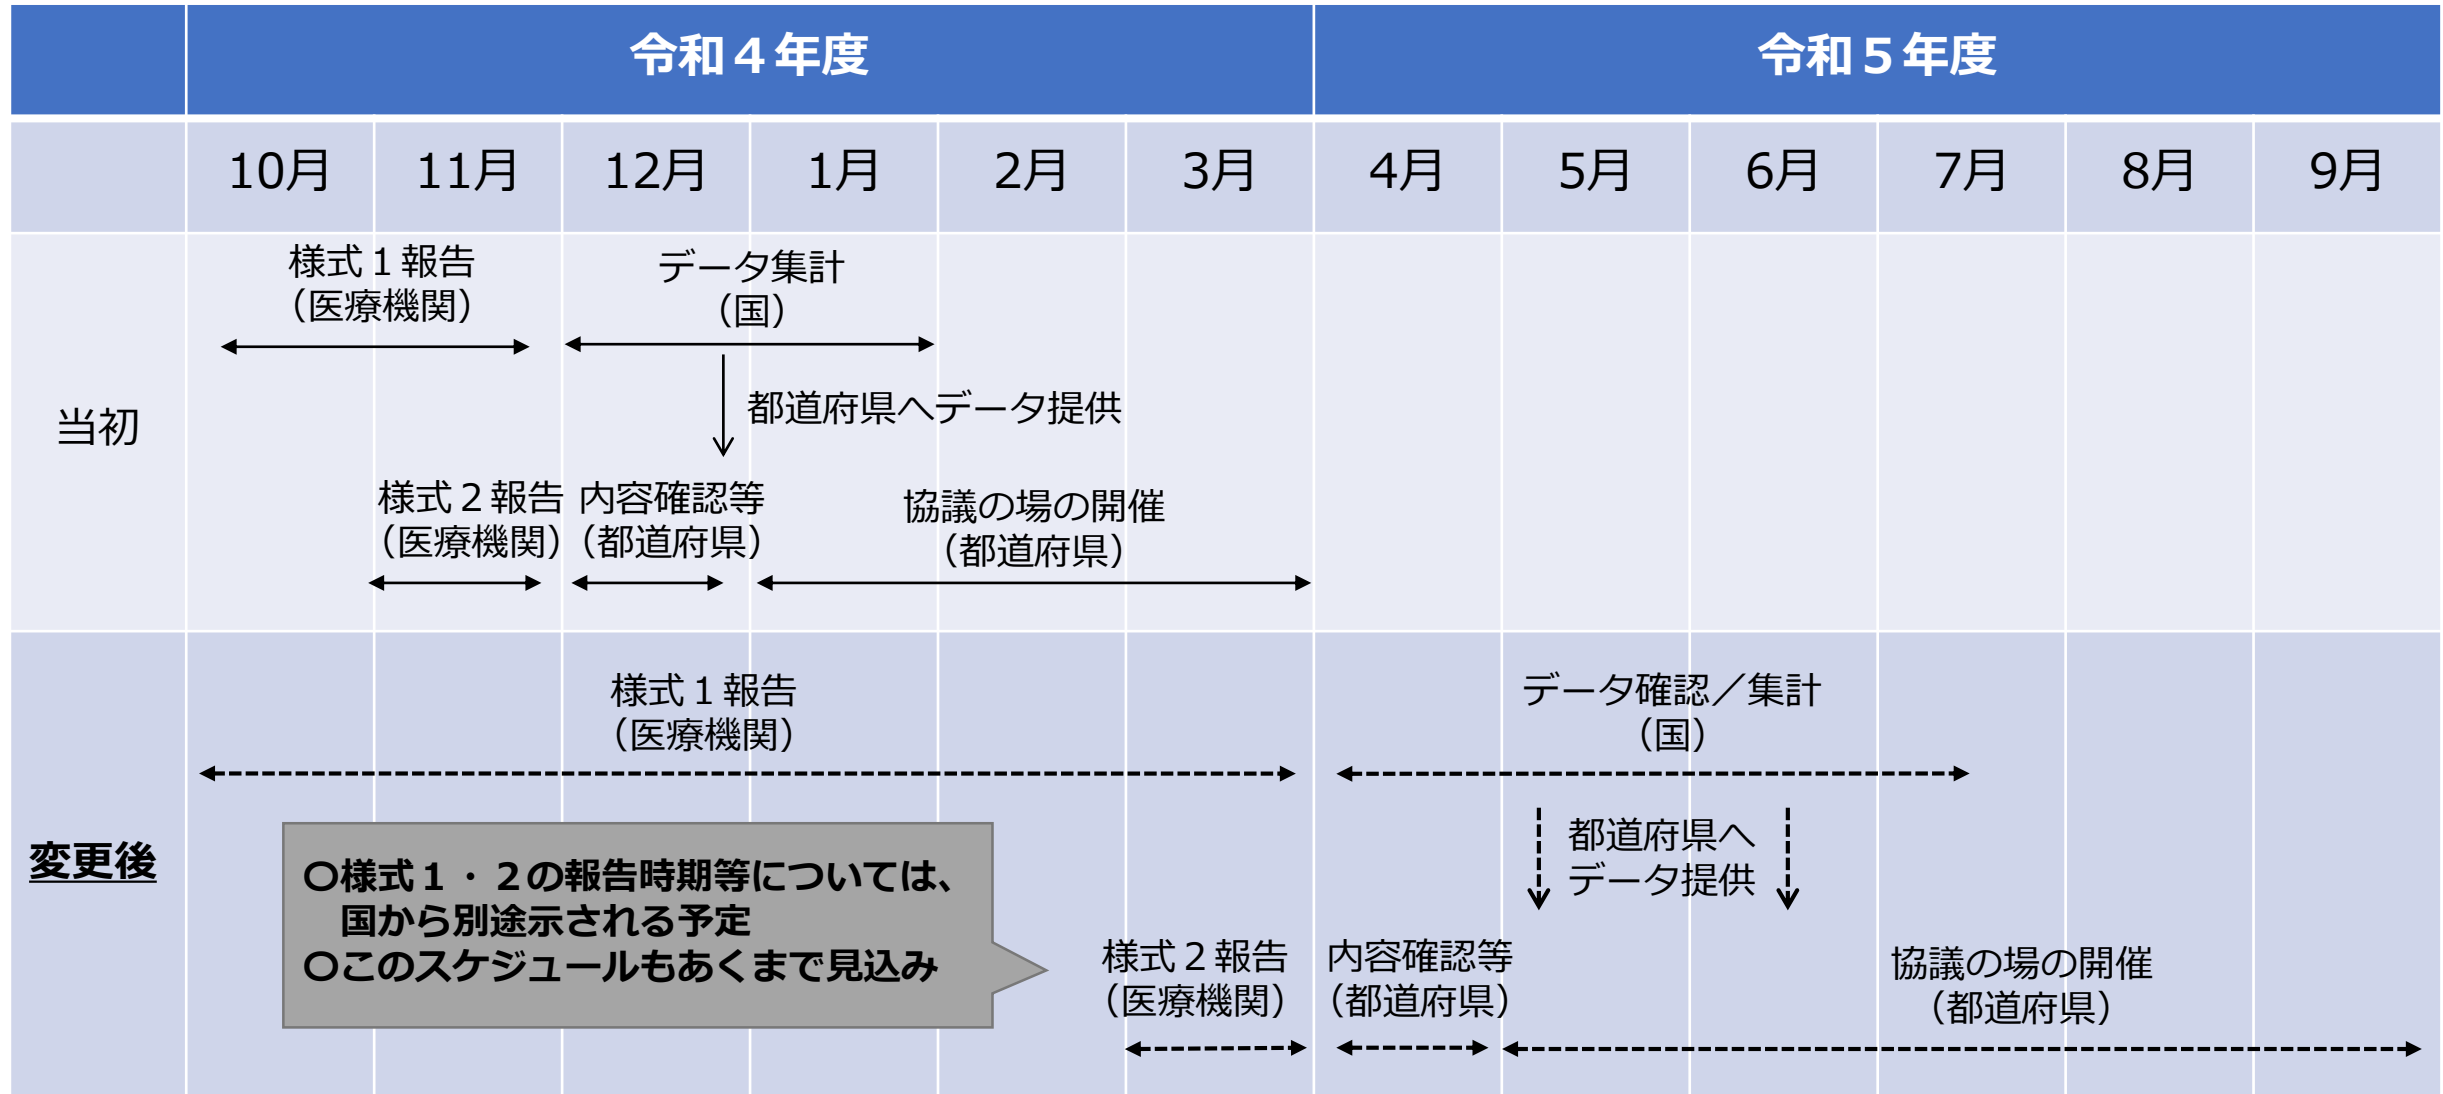 令和４年度
令和５年度
10月
11月
12月
1月
2月
3月
4月
5月
6月
7月
8月
9月
当初
様式１報告
（医療機関）
データ集計
（国）
都道府県へデータ提供
様式２報告
（医療機関）
内容確認等
（都道府県）
協議の場の開催
（都道府県）
変更後
様式１報告
（医療機関）
データ確認／集計
（国）
都道府県へ
データ提供
〇様式１・２の報告時期等については、
国から別途示される予定
〇このスケジュールもあくまで見込み
様式２報告
（医療機関）
内容確認等
（都道府県）
協議の場の開催
（都道府県）